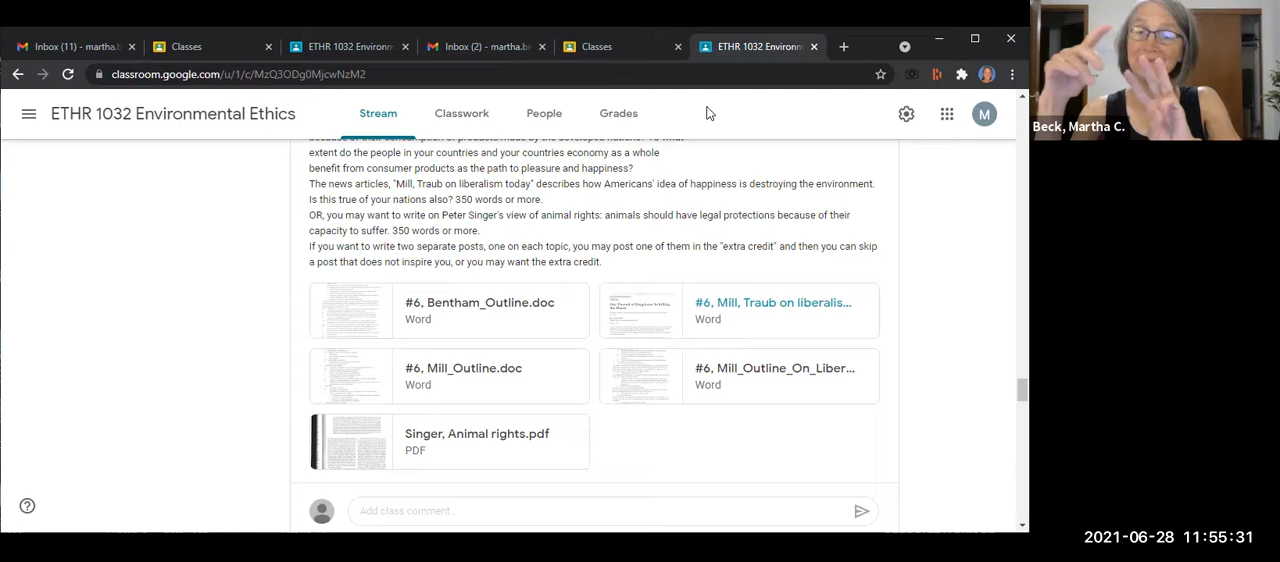 Inbox (11) - martha.b
Classes
ETHR 1032 Environm
Inbox (2) - martha.be
Classes
ETHR 1032 Environm
classroom.google.com/u/1/c/MzQ3ODg0MjcwNzM2
ETHR 1032 Environmental Ethics
Stream
Classwork
People
Grades
M
extent do the people in your countries and your countries economy as a whole
benefit from consumer products as the path to pleasure and happiness?
The news articles, "Mill, Traub on liberalism today" describes how Americans' idea of happiness is destroying the environment.
Is this true of your nations also? 350 words or more.
OR, you may want to write on Peter Singer's view of animal rights: animals should have legal protections because of their
capacity to suffer. 350 words or more.
If you want to write two separate posts, one on each topic, you may post one of them in the "extra credit" and then you can skip
a post that does not inspire you, or you may want the extra credit.
#6, Bentham_Outline.doc
Word
#6, Mill, Traub on liberalis...
Word
#6, Mill_Outline.doc
Word
#6, Mill_Outline_On_Liber...
Word
Singer, Animal rights.pdf
PDF
Add class comment...
Beck, Martha C.
2021-06-28 11:55:31